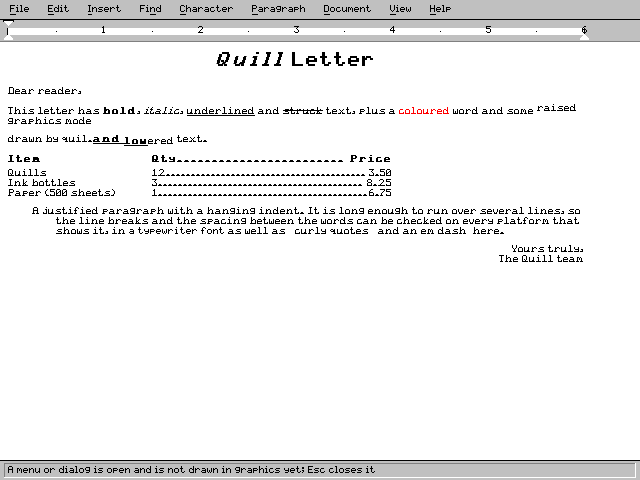 File Edit Insert Find Character Paragraph Document View Help
1 2 3 4 5 6
Quill Letter
Dear reader,
This letter has bold, italic, underlined and struck text, plus a coloured word and some raised
graphics mode
drawn by quil.and lowered text.
Item Qty........................ Price
Quills 12........................ 3.50
Ink bottles 3........................ 8.25
Paper (500 sheets) 1........................ 6.75
A justified paragraph with a hanging indent. It is long enough to run over several lines, so
the line breaks and the spacing between the words can be checked on every platform that
shows it, in a typewriter font as well as curly quotes and an em dash here.
Yours truly,
The Quill team
A menu or dialog is open and is not drawn in graphics yet; Esc closes it